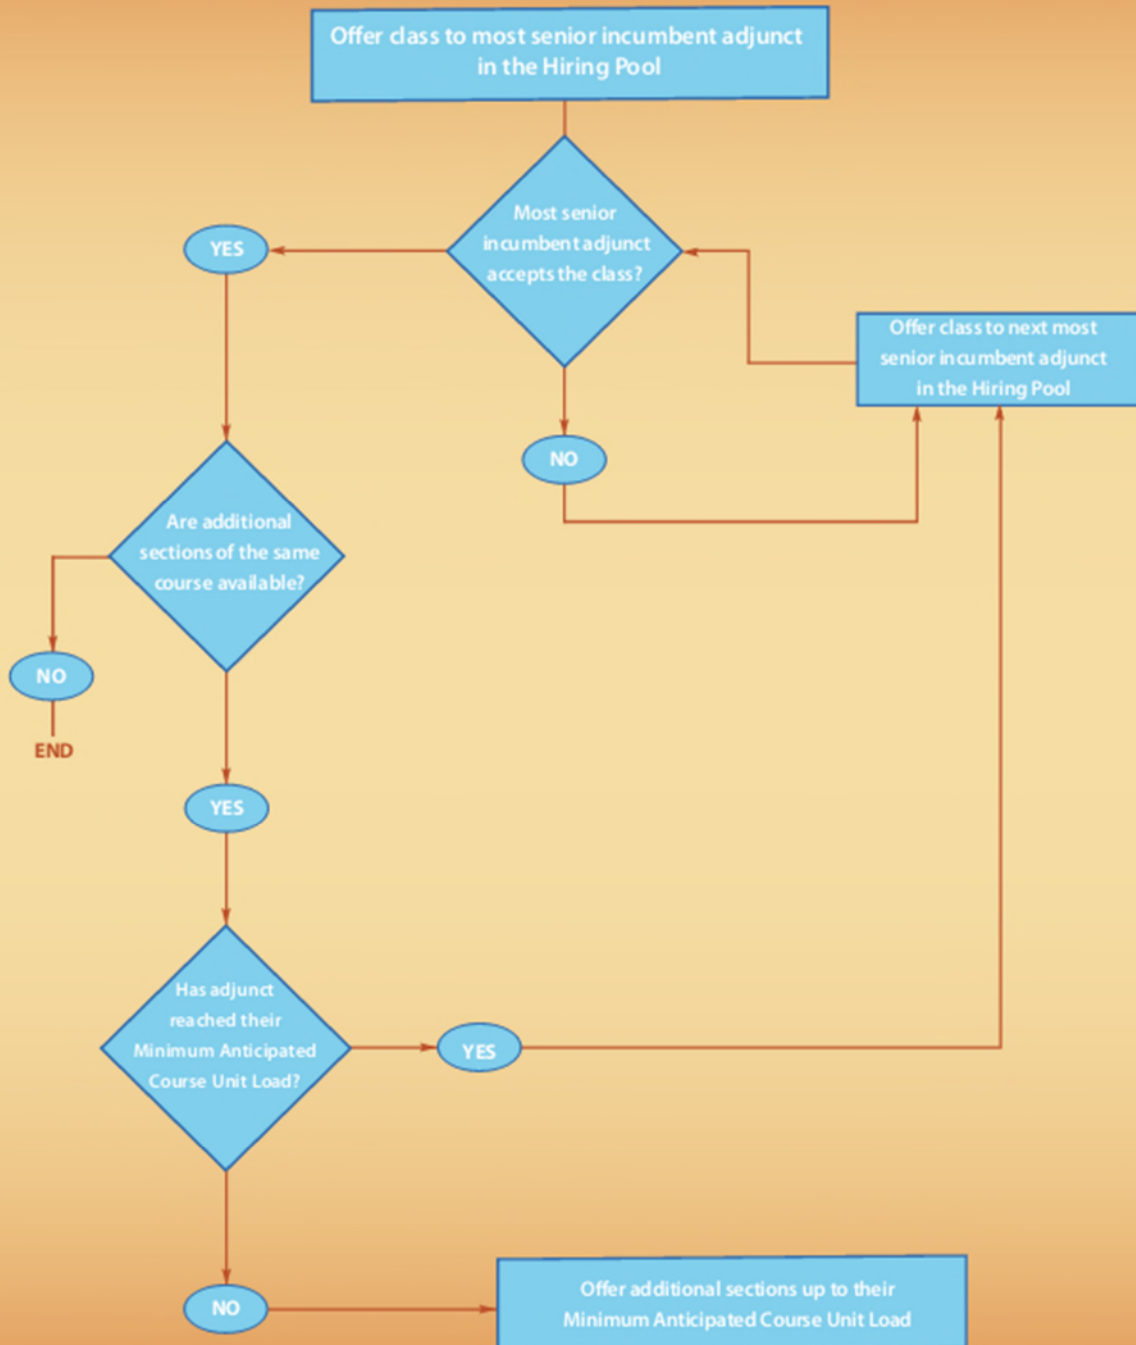 Offer class to most senior incumbent adjunct
in the Hiring Pool
Most senior
incumbent adjunct
accepts the class?
YES
Offer class to next most
senior incumbent adjunct
in the Hiring Pool
NO
Are additional
sections of the same
course available?
NO
END
YES
Has adjunct
reached their
Minimum Anticipated
Course Unit Load?
YES
NO
Offer additional sections up to their
Minimum Anticipated Course Unit Load